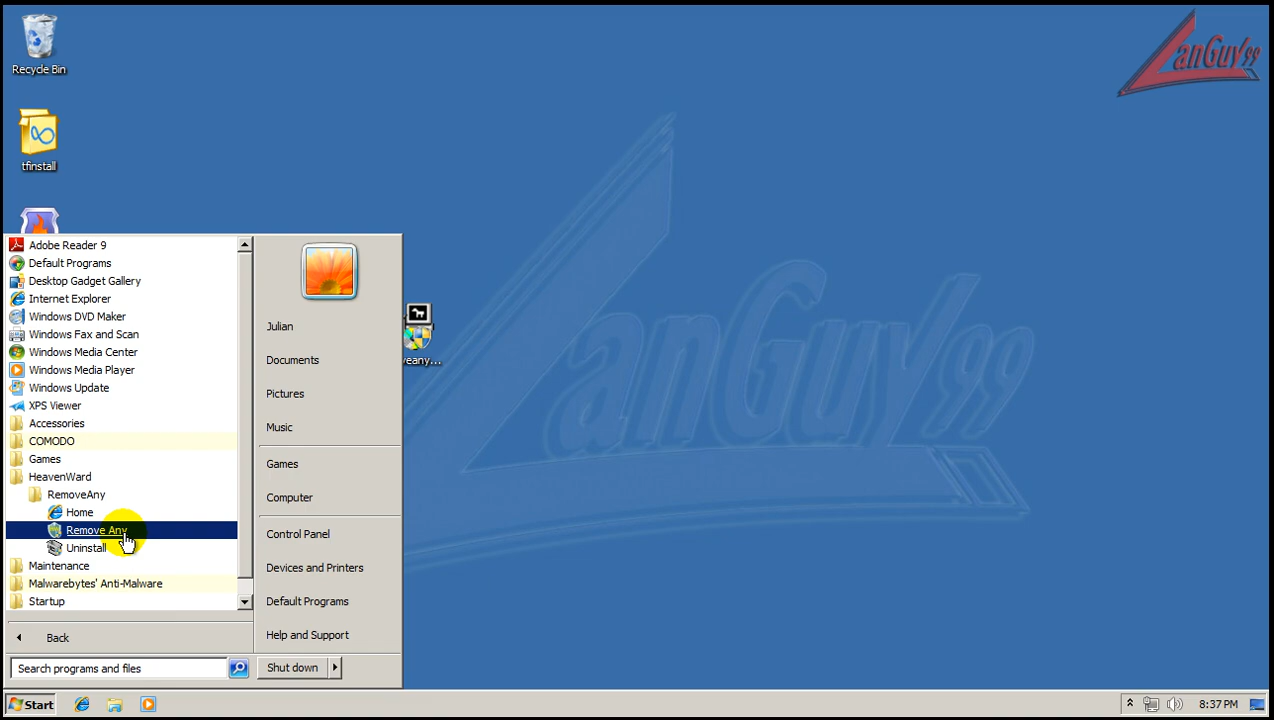 Recycle Bin
LanGuy99
tfinstall
Adobe Reader 9
Default Programs
Desktop Gadget Gallery
Internet Explorer
Windows DVD Maker
Windows Fax and Scan
Windows Media Center
Windows Media Player
Windows Update
XPS Viewer
Accessories
COMODO
Games
HeavenWard
RemoveAny
Home
Remove Any
Uninstall
Maintenance
Malwarebytes' Anti-Malware
Startup
Back
Search programs and files
Julian
Documents
Pictures
Music
Games
Computer
Control Panel
Devices and Printers
Default Programs
Help and Support
Shut down
veany...
LanGuy99
Start
8:37 PM